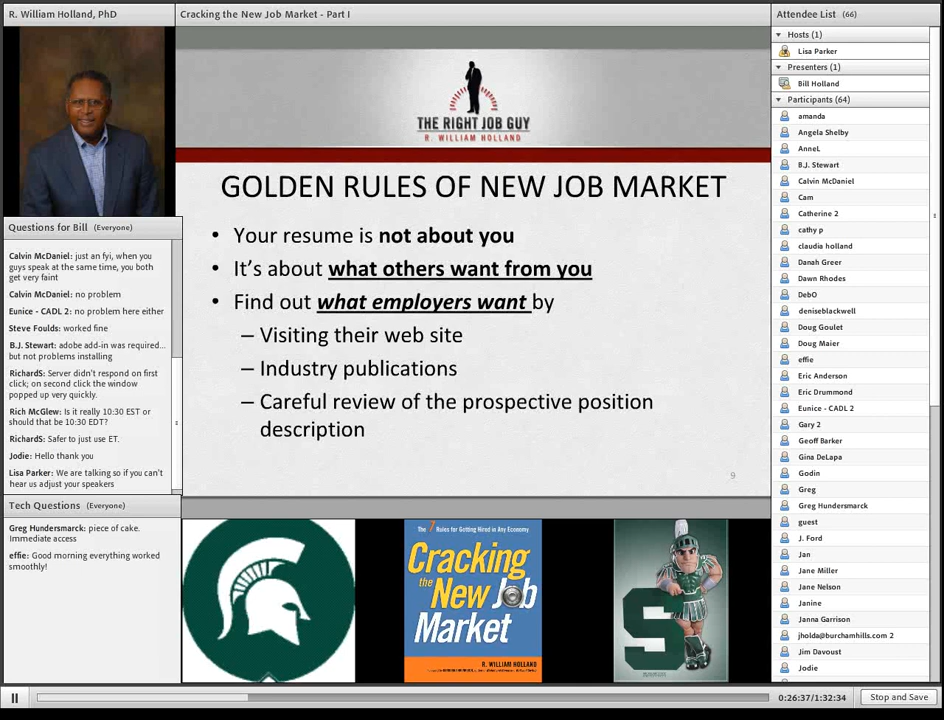 R. William Holland, PhD
Cracking the New Job Market - Part I
Attendee List (66)
THE RIGHT JOB GUY
R. WILLIAM HOLLAND
GOLDEN RULES OF NEW JOB MARKET
• Your resume is not about you
• It's about what others want from you
• Find out what employers want by
– Visiting their web site
– Industry publications
– Careful review of the prospective position
description
9
Questions for Bill (Everyone)
Calvin McDaniel: just an fyi, when you
guys speak at the same time, you both
get very faint
Calvin McDaniel: no problem
Eunice - CADL 2: no problem here either
Steve Foulds: worked fine
B.J. Stewart: adobe add-in was required...
but not problems installing
RichardS: Server didn't respond on first
click; on second click the window
popped up very quickly.
Rich McGlew: Is it really 10:30 EST or
should that be 10:30 EDT?
RichardS: Safer to just use ET.
Jodie: Hello thank you
Lisa Parker: We are talking so if you can't
hear us adjust your speakers
Tech Questions (Everyone)
Greg Hundersmarck: piece of cake.
Immediate access
effie: Good morning everything worked
smoothly!
The 7 Rules for Getting Hired in Any Economy
Cracking
the New Job
Market
R. WILLIAM HOLLAND
S
Hosts (1)
Lisa Parker
Presenters (1)
Bill Holland
Participants (64)
amanda
Angela Shelby
AnneL
B.J. Stewart
Calvin McDaniel
Cam
Catherine 2
cathy p
claudia holland
Danah Greer
Dawn Rhodes
DebO
deniseblackwell
Doug Goulet
Doug Maier
effie
Eric Anderson
Eric Drummond
Eunice - CADL 2
Gary 2
Geoff Barker
Gina DeLapa
Godin
Greg
Greg Hundersmarck
guest
J. Ford
Jan
Jane Miller
Jane Nelson
Janine
Janna Garrison
jholda@burchamhills.com 2
Jim Davoust
Jodie
0:26:37/1:32:34
Stop and Save